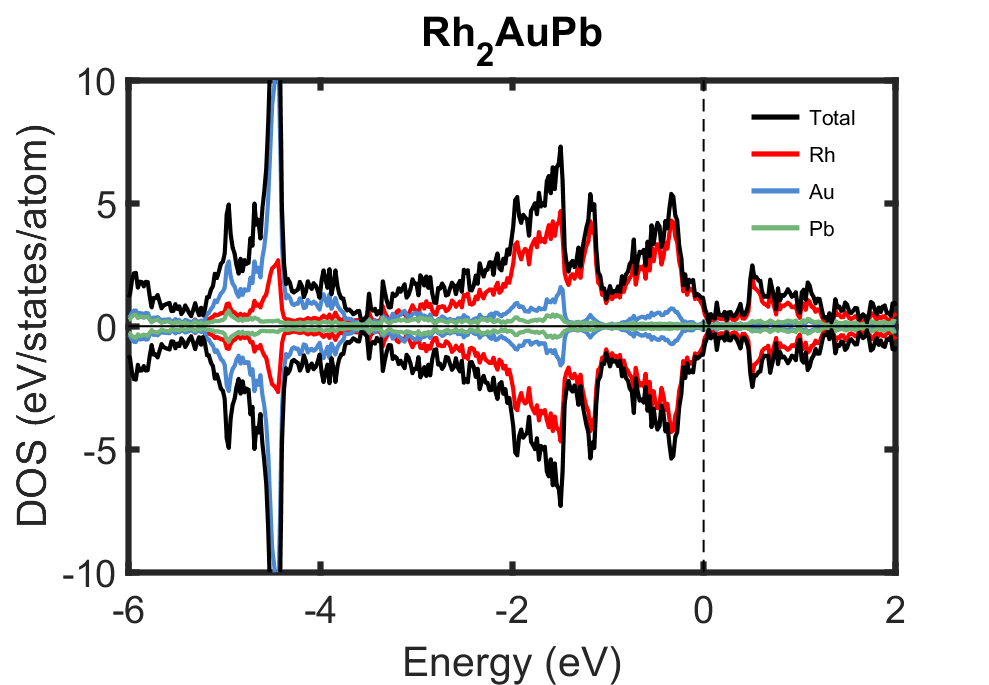 Rh₂AuPb
10
5
0
-5
-10
DOS (eV/states/atom)
Total
Rh
Au
Pb
-6 -4 -2 0 2
Energy (eV)